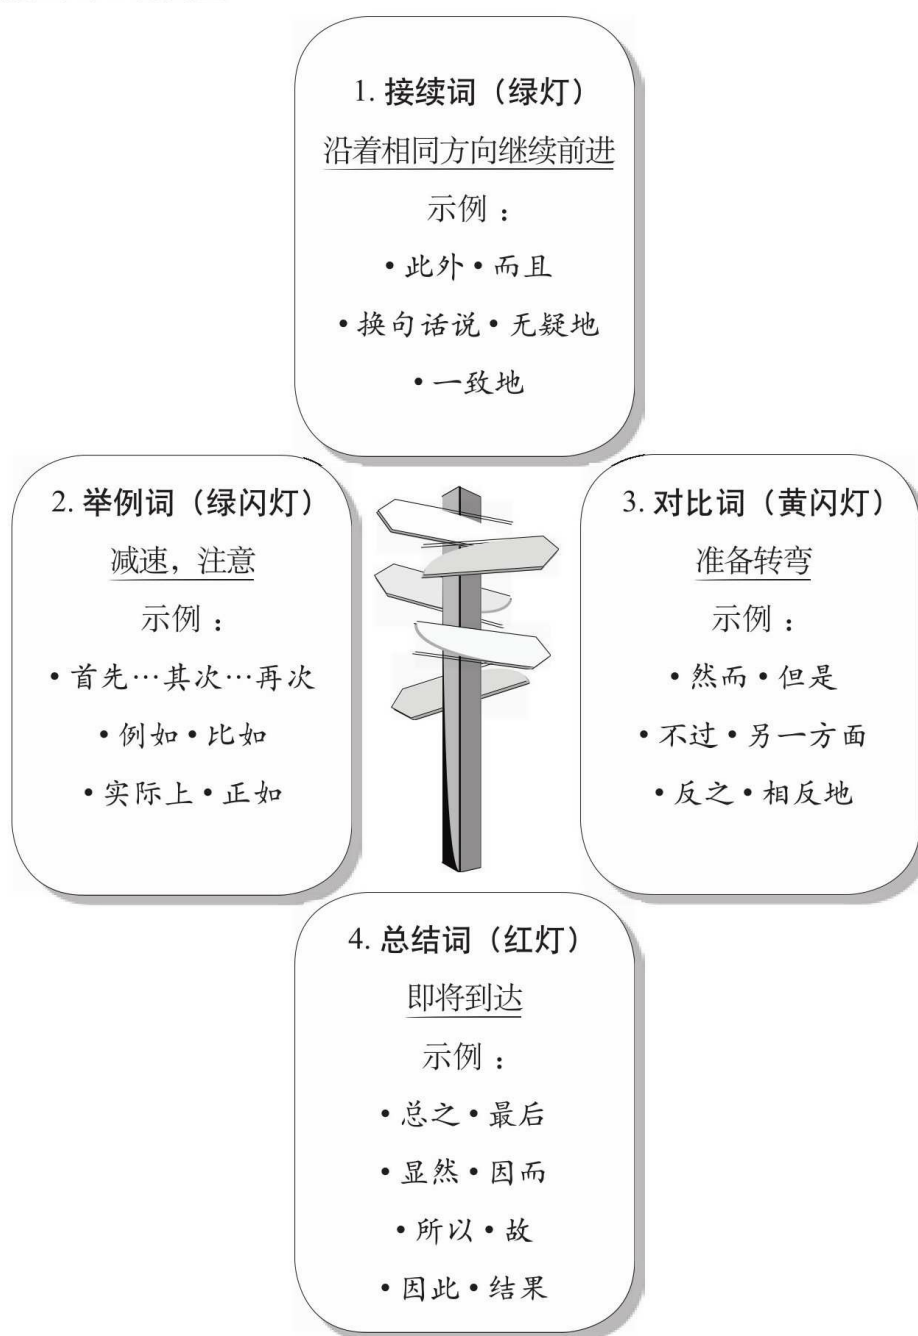 1. 接续词（绿灯）
沿着相同方向继续前进
示例：
•此外•而且
•换句话说•无疑地
•一致地
2. 举例词（绿闪灯）
减速，注意
示例：
•首先…其次…再次
•例如•比如
•实际上•正如
3. 对比词（黄闪灯）
准备转弯
示例：
•然而•但是
•不过•另一方面
•反之•相反地
4. 总结词（红灯）
即将到达
示例：
•总之•最后
•显然•因而
•所以•故
•因此•结果